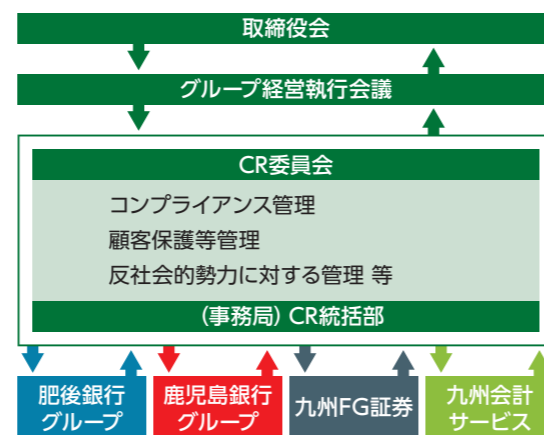 取締役会
グループ経営執行会議
CR委員会
コンプライアンス管理
顧客保護等管理
反社会的勢力に対する管理 等
(事務局) CR統括部
肥後銀行
グループ
鹿児島銀行
グループ
九州FG証券
九州会計
サービス